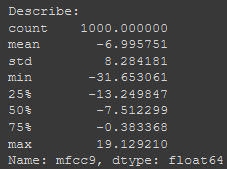 Describe:
count    1000.000000
mean       -6.995751
std         8.284181
min       -31.653061
25%       -13.249847
50%        -7.512299
75%        -0.383368
max        19.129210
Name: mfcc9, dtype: float64